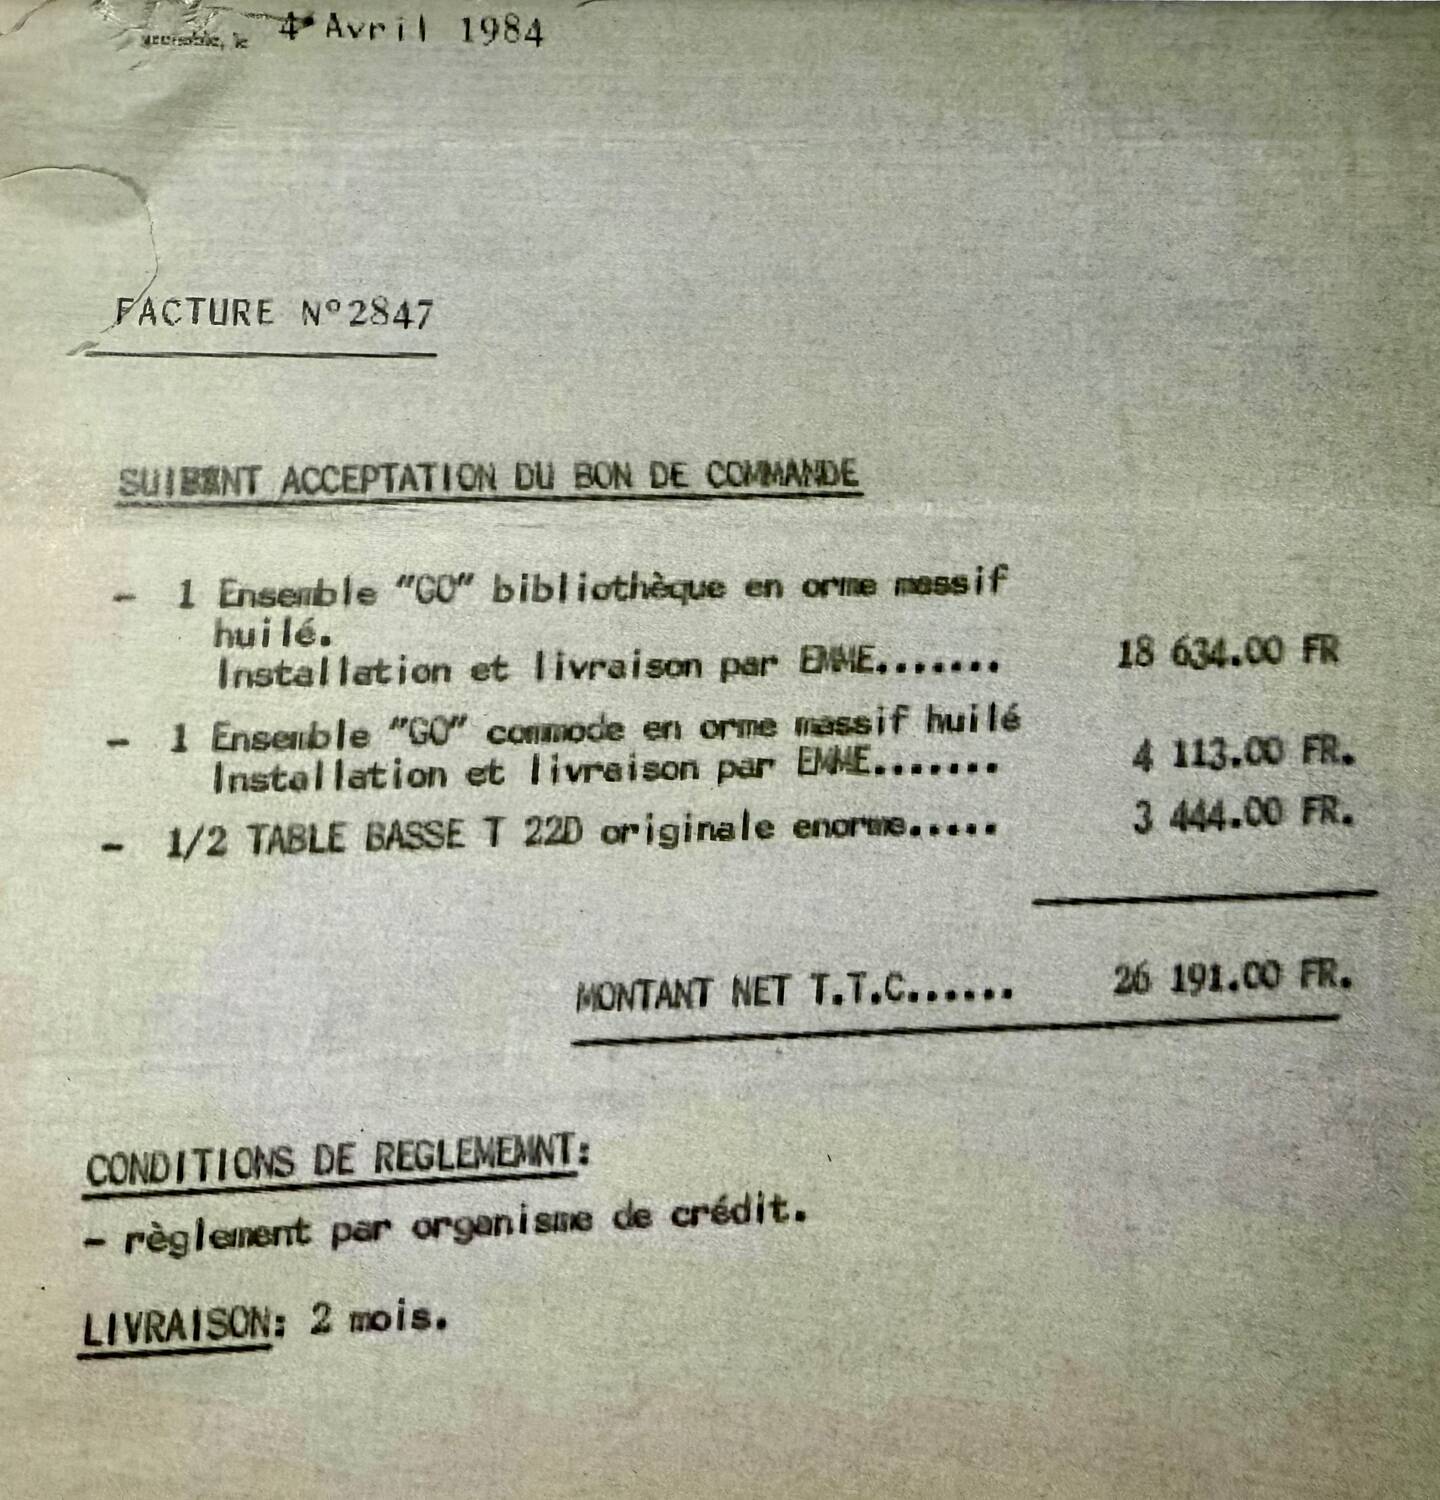 le 4 Avril 1984
FACTURE N°2847
SUIVANT ACCEPTATION DU BON DE COMMANDE
- 1 Ensemble "GO" bibliothèque en orme massif
huilé.
Installation et livraison par EMME....... 18 634.00 FR
- 1 Ensemble "GO" commode en orme massif huilé
Installation et livraison par EMME....... 4 113.00 FR.
- 1/2 TABLE BASSE T 22D originale enorme..... 3 444.00 FR.
MONTANT NET T.T.C...... 26 191.00 FR.
CONDITIONS DE REGLEMEMNT:
- règlement par organisme de crédit.
LIVRAISON: 2 mois.